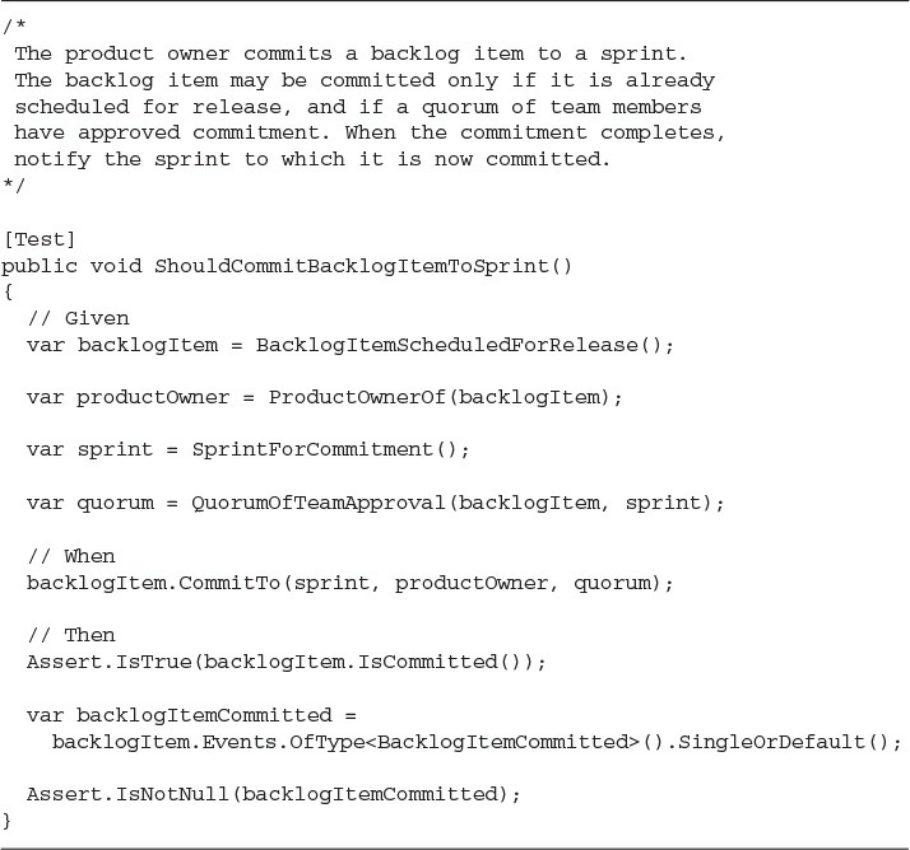 /*
 The product owner commits a backlog item to a sprint.
 The backlog item may be committed only if it is already
 scheduled for release, and if a quorum of team members
 have approved commitment. When the commitment completes,
 notify the sprint to which it is now committed.
*/

[Test]
public void ShouldCommitBacklogItemToSprint()
{
  // Given
  var backlogItem = BacklogItemScheduledForRelease();

  var productOwner = ProductOwnerOf(backlogItem);

  var sprint = SprintForCommitment();

  var quorum = QuorumOfTeamApproval(backlogItem, sprint);

  // When
  backlogItem.CommitTo(sprint, productOwner, quorum);

  // Then
  Assert.IsTrue(backlogItem.IsCommitted());

  var backlogItemCommitted =
    backlogItem.Events.OfType<BacklogItemCommitted>().SingleOrDefault();

  Assert.IsNotNull(backlogItemCommitted);
}